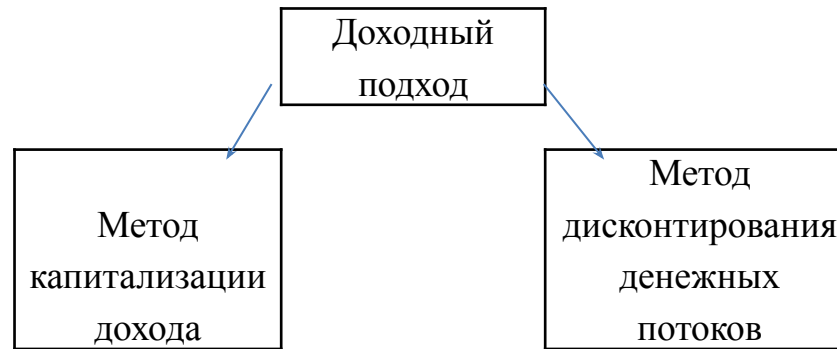 Доходный
подход
Метод
капитализации
дохода
Метод
дисконтирования
денежных
потоков